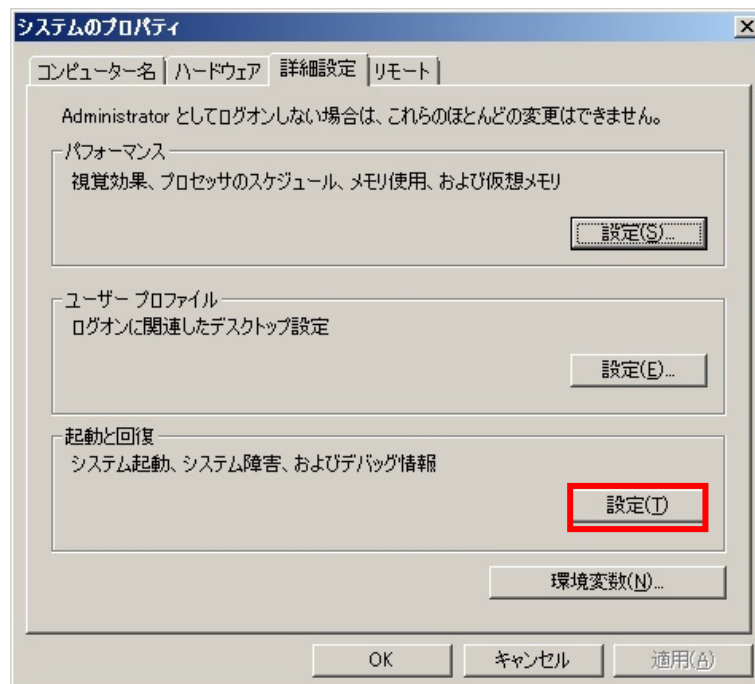 システムのプロパティ
コンピューター名 ハードウェア 詳細設定 リモート
Administrator としてログオンしない場合は、これらのほとんどの変更はできません。
パフォーマンス
視覚効果、プロセッサのスケジュール、メモリ使用、および仮想メモリ
設定(S)...
ユーザー プロファイル
ログオンに関連したデスクトップ設定
設定(E)...
起動と回復
システム起動、システム障害、およびデバッグ情報
設定(T)
環境変数(N)...
OK キャンセル 適用(A)